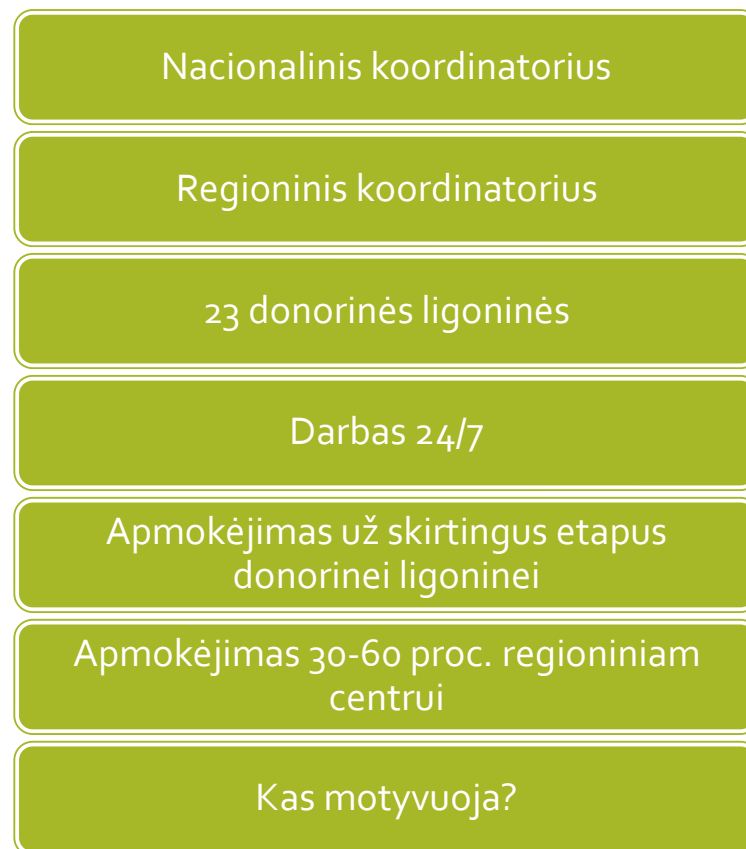 Nacionalinis koordinatorius
Regioninis koordinatorius
23 donorinės ligoninės
Darbas 24/7
Apmokėjimas už skirtingus etapus
donorinei ligoninei
Apmokėjimas 30-60 proc. regioniniam
centrui
Kas motyvuoja?